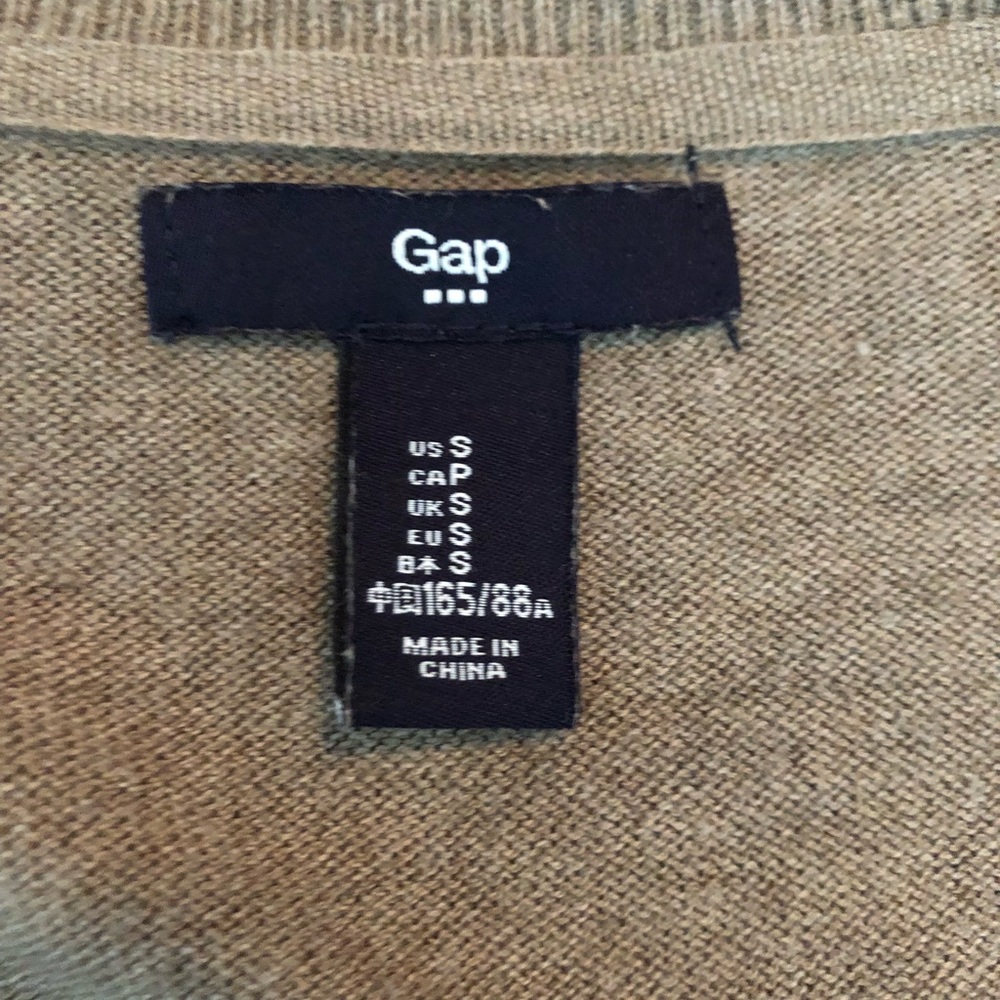 Gap
US S
CA P
UK S
EU S
日本 S
中国165/88A
MADE IN
CHINA